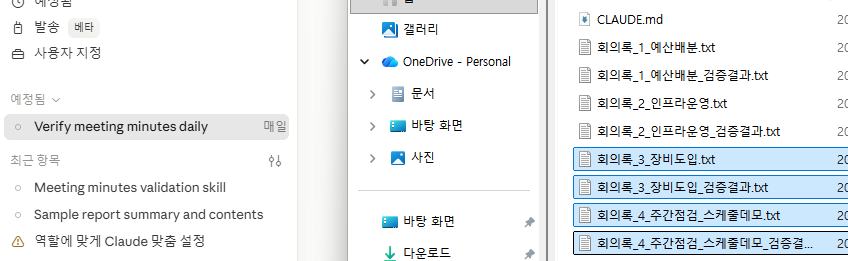 예정됨
발송 베타
사용자 지정
예정됨
Verify meeting minutes daily 매일
최근 항목
Meeting minutes validation skill
Sample report summary and contents
역할에 맞게 Claude 맞춤 설정
갤러리
OneDrive - Personal
문서
바탕 화면
사진
바탕 화면
다운로드
CLAUDE.md
회의록_1_예산배분.txt
회의록_1_예산배분_검증결과.txt
회의록_2_인프라운영.txt
회의록_2_인프라운영_검증결과.txt
회의록_3_장비도입.txt
회의록_3_장비도입_검증결과.txt
회의록_4_주간점검_스케줄데모.txt
회의록_4_주간점검_스케줄데모_검증결...